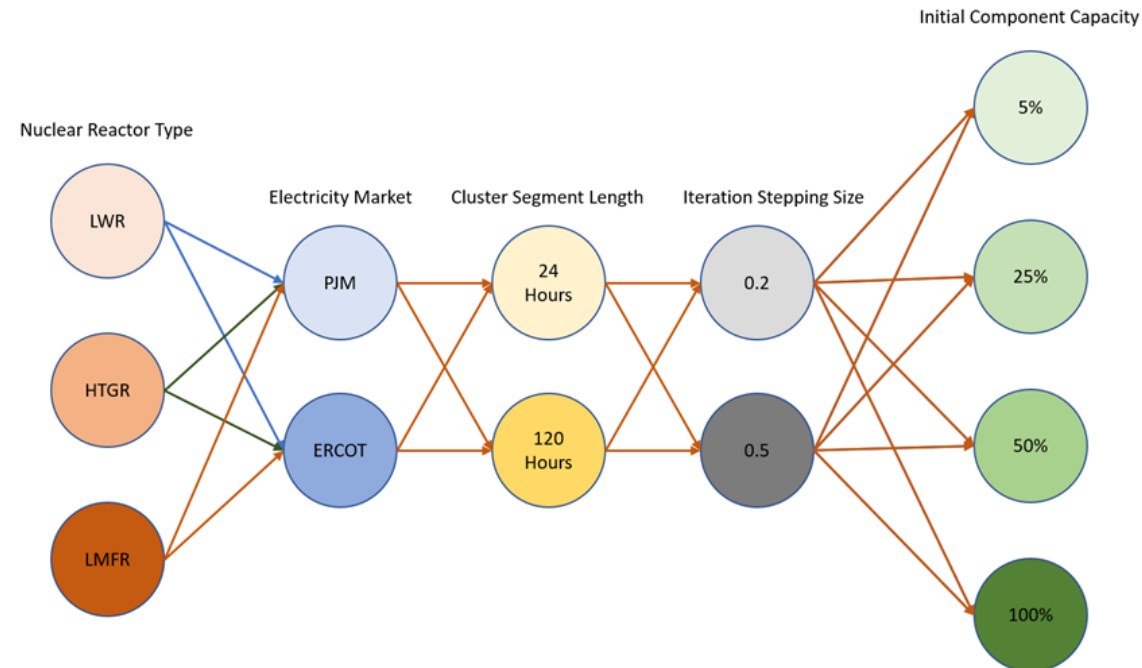 Initial Component Capacity
5%
Nuclear Reactor Type
LWR
Electricity Market
Cluster Segment Length
Iteration Stepping Size
PJM
24
Hours
0.2
25%
HTGR
ERCOT
120
Hours
0.5
50%
LMFR
100%